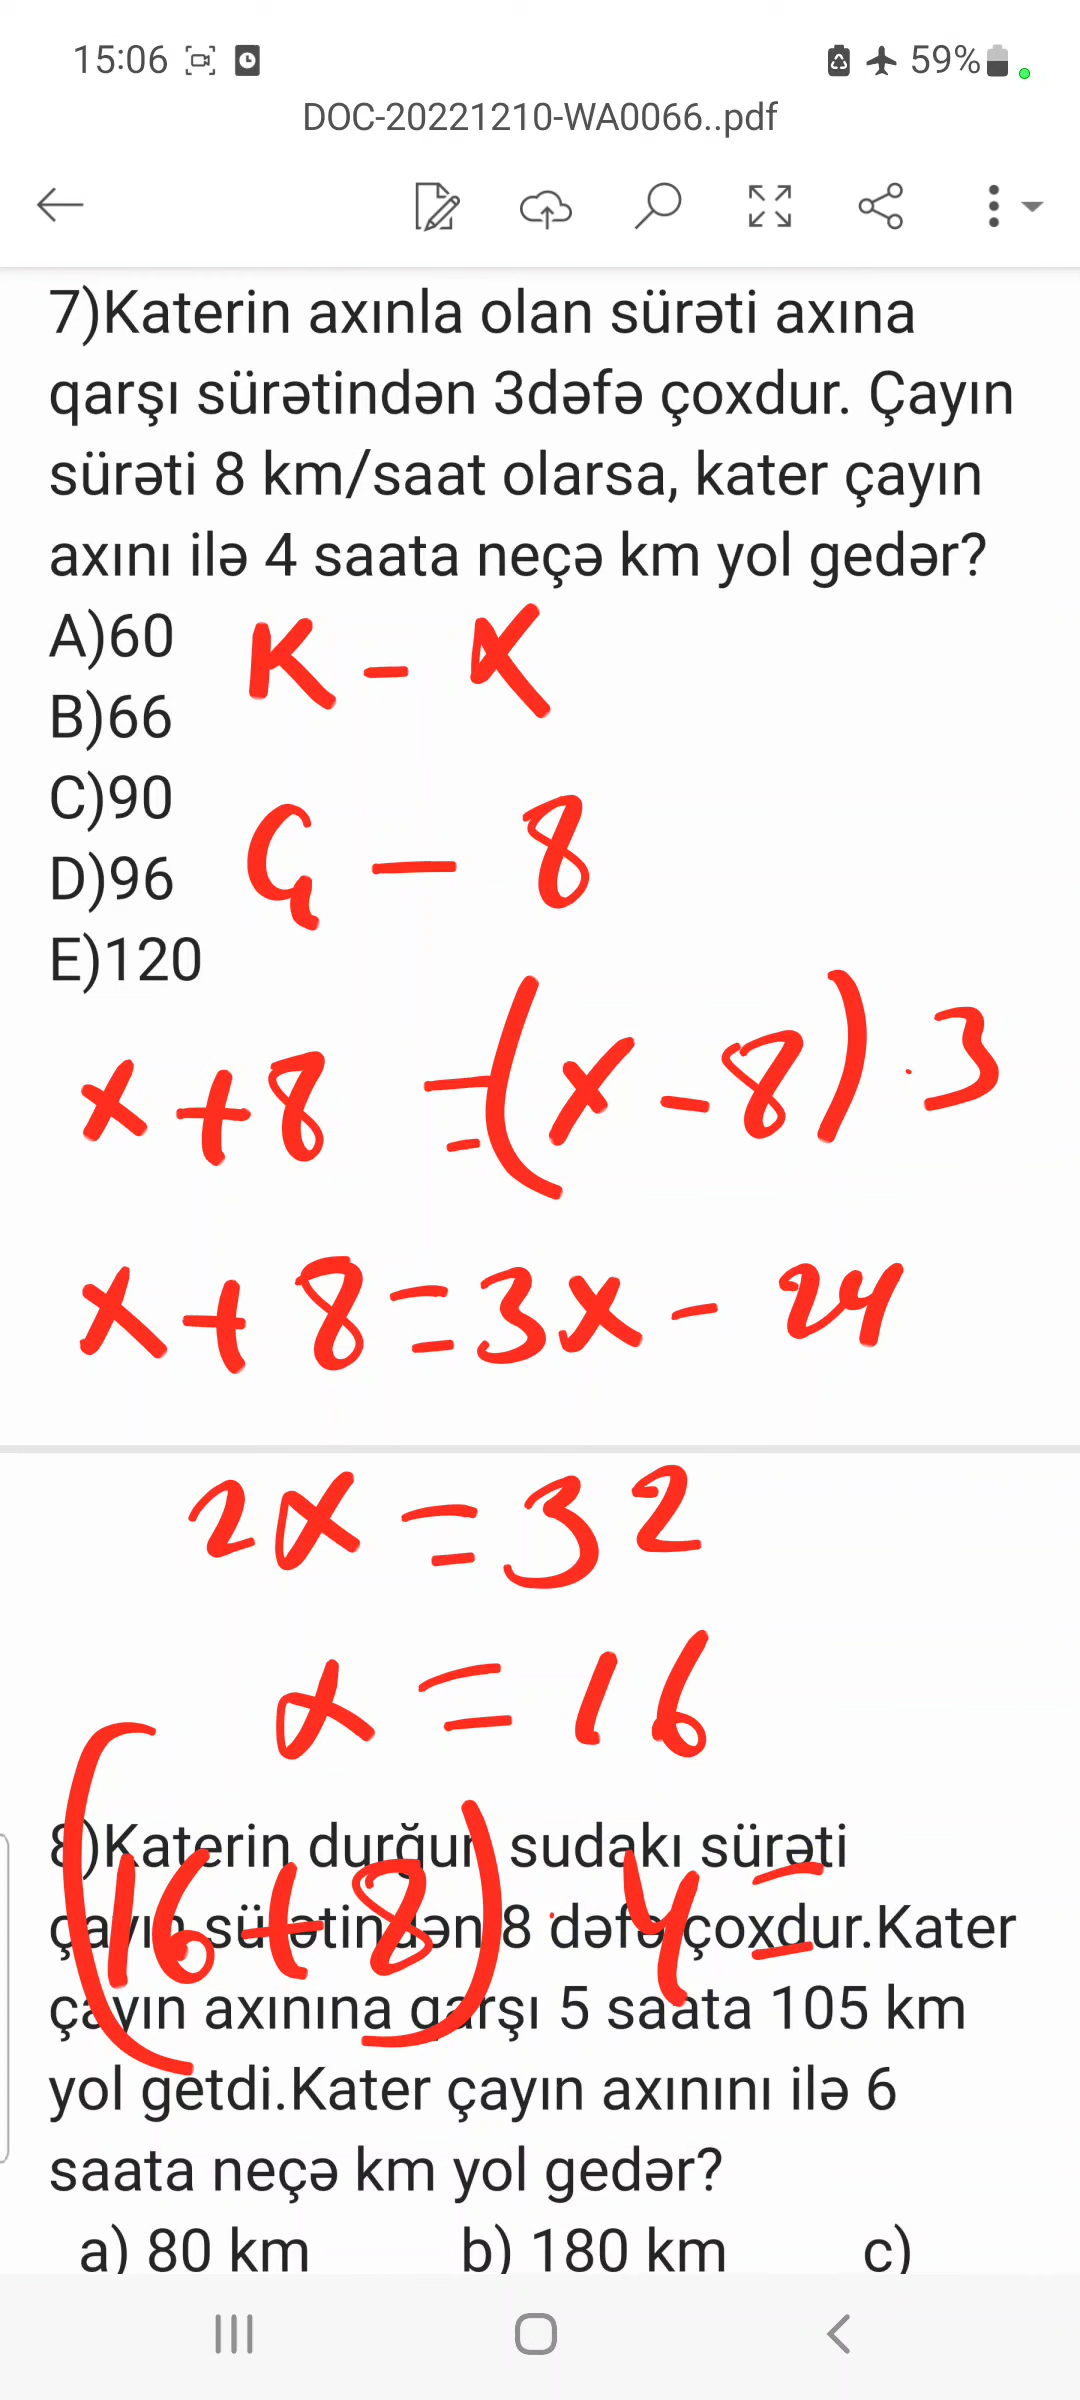 15:06
59%
DOC-20221210-WA0066..pdf
7)Katerin axınla olan sürəti axına
qarşı sürətindən 3dəfə çoxdur. Çayın
sürəti 8 km/saat olarsa, kater çayın
axını ilə 4 saata neçə km yol gedər?
A)60
B)66
C)90
D)96
E)120
K - x
Ç - 8
x + 8 = (x - 8) . 3
x + 8 = 3x - 24
2x = 32
x = 16
(16 + 8) . 4 =
8)Katerin durğun sudakı sürəti
çayın sürətindən 8 dəfə çoxdur.Kater
çayın axınına qarşı 5 saata 105 km
yol getdi.Kater çayın axınını ilə 6
saata neçə km yol gedər?
a) 80 km b) 180 km c)